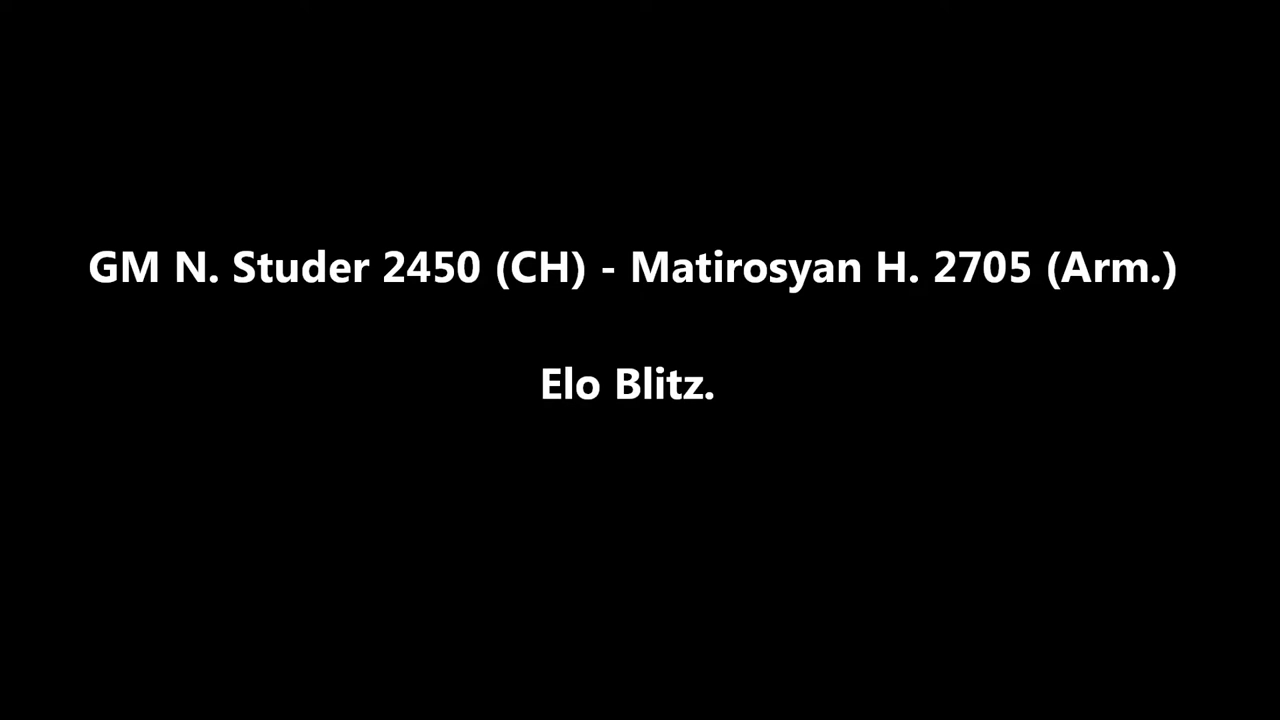 GM N. Studer 2450 (CH) - Matirosyan H. 2705 (Arm.)
Elo Blitz.